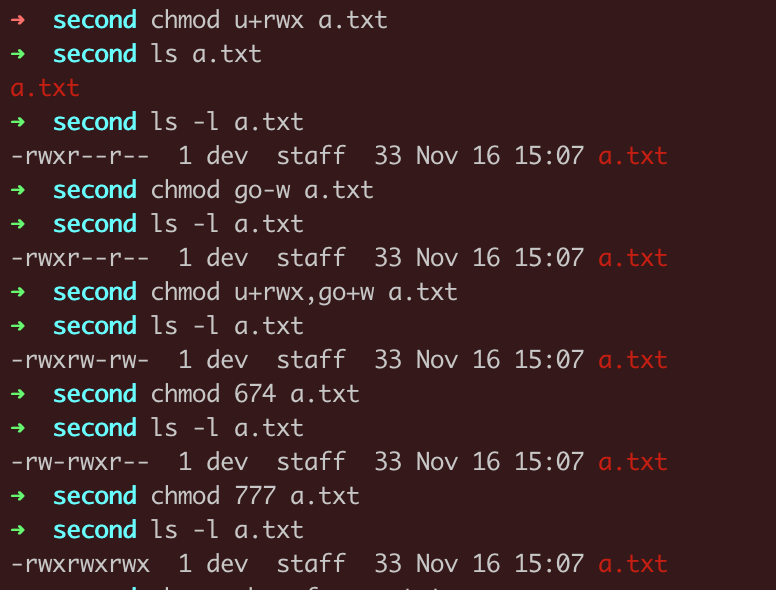 ➜  second chmod u+rwx a.txt
➜  second ls a.txt
a.txt
➜  second ls -l a.txt
-rwxr--r--  1 dev  staff  33 Nov 16 15:07 a.txt
➜  second chmod go-w a.txt
➜  second ls -l a.txt
-rwxr--r--  1 dev  staff  33 Nov 16 15:07 a.txt
➜  second chmod u+rwx,go+w a.txt
➜  second ls -l a.txt
-rwxrw-rw-  1 dev  staff  33 Nov 16 15:07 a.txt
➜  second chmod 674 a.txt
➜  second ls -l a.txt
-rw-rwxr--  1 dev  staff  33 Nov 16 15:07 a.txt
➜  second chmod 777 a.txt
➜  second ls -l a.txt
-rwxrwxrwx  1 dev  staff  33 Nov 16 15:07 a.txt